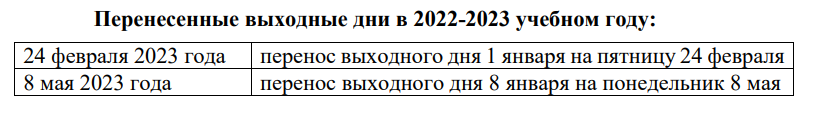 Перенесенные выходные дни в 2022-2023 учебном году:
24 февраля 2023 года перенос выходного дня 1 января на пятницу 24 февраля
8 мая 2023 года перенос выходного дня 8 января на понедельник 8 мая